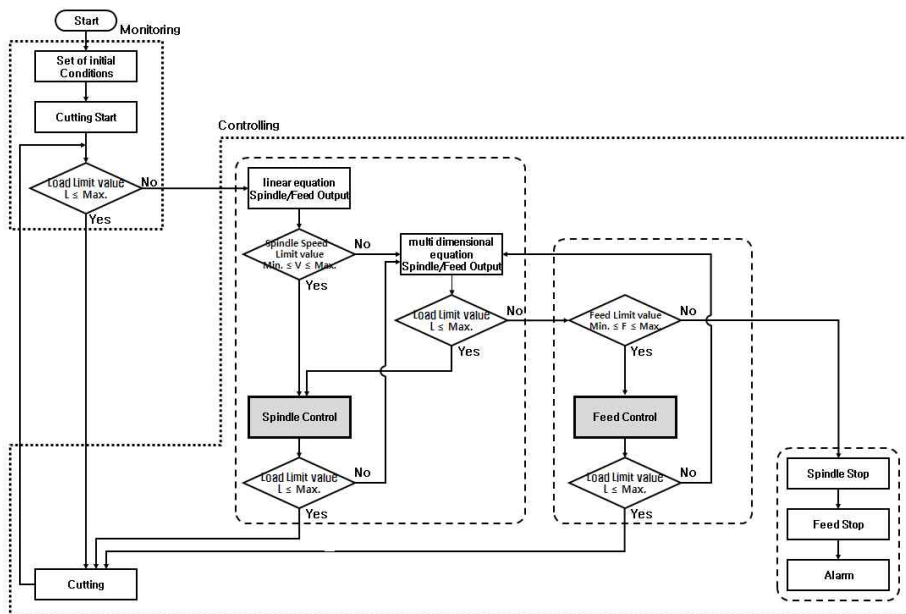 Start
Monitoring
Set of initial
Conditions
Cutting Start
Controlling
Load Limit value
L ≤ Max.
No
Yes
linear equation
Spindle/Feed Output
Spindle Speed
Limit value
Min. ≤ V ≤ Max.
No
Yes
multi dimensional
equation
Spindle/Feed Output
Load Limit value
L ≤ Max.
No
Yes
Feed Limit value
Min. ≤ F ≤ Max.
No
Yes
Spindle Control
Feed Control
Load Limit value
L ≤ Max.
No
Yes
Load Limit value
L ≤ Max.
No
Yes
Spindle Stop
Feed Stop
Alarm
Cutting